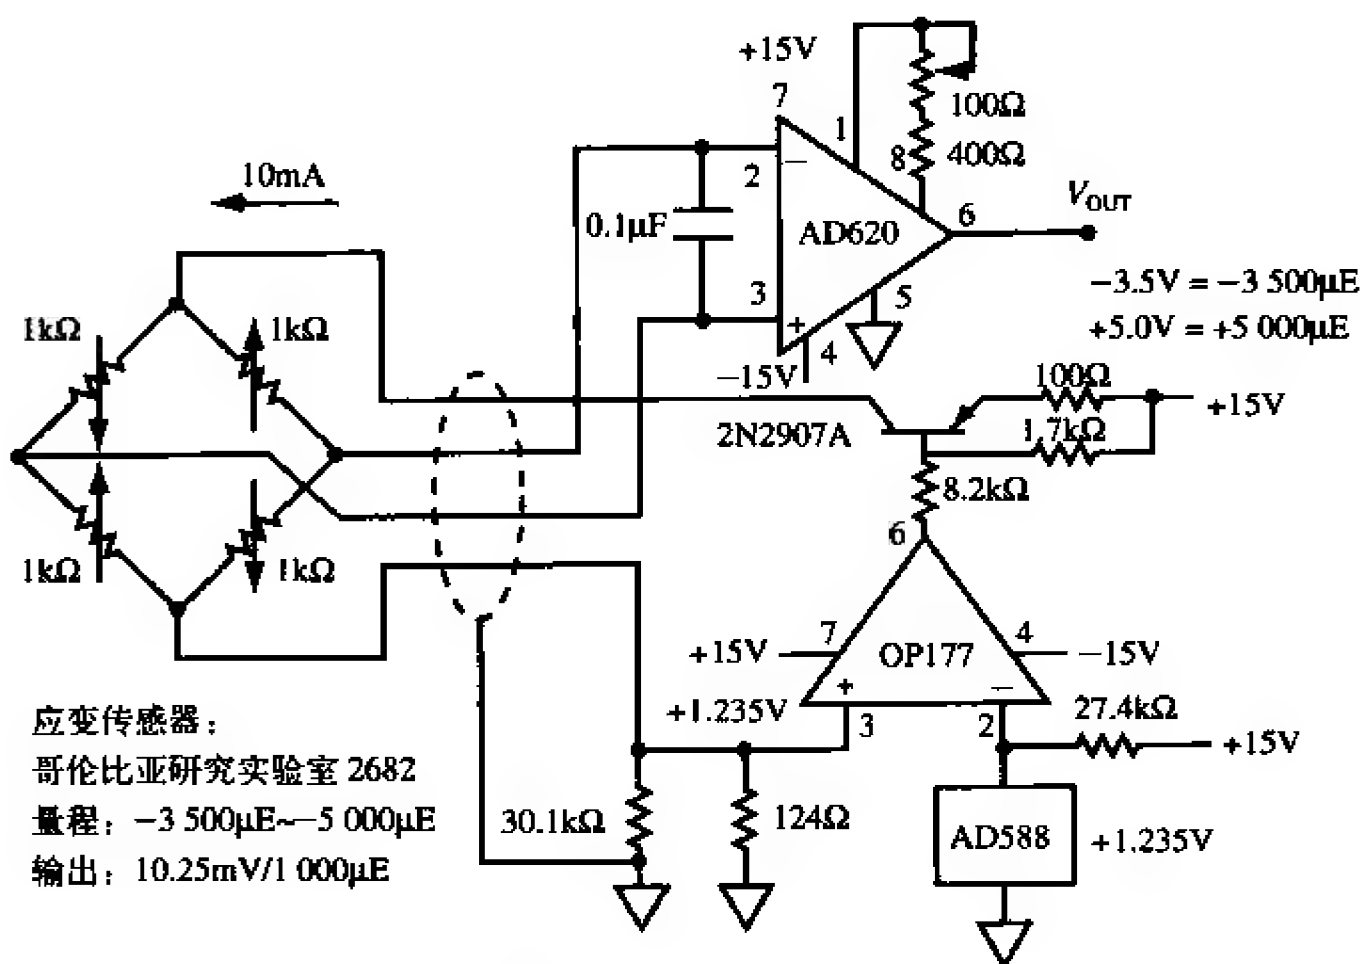 +15V
7
1
100Ω
8
400Ω
2
−
10mA
0.1μF
AD620
6
VOUT
3
+
5
4
−15V
−3.5V = −3 500μE
+5.0V = +5 000μE
1kΩ
1kΩ
100Ω
+15V
2N2907A
1.7kΩ
8.2kΩ
6
1kΩ
1kΩ
7
4
+15V
OP177
−15V
+
−
+1.235V
3
2
27.4kΩ
+15V
应变传感器：
哥伦比亚研究实验室 2682
量程：−3 500μE~−5 000μE
输出：10.25mV/1 000μE
30.1kΩ
124Ω
AD588
+1.235V